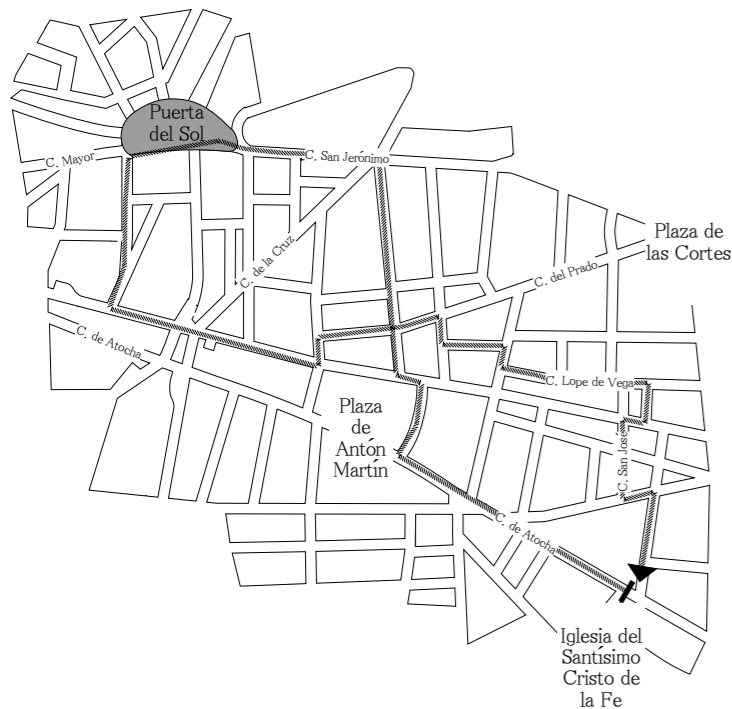 Puerta
del Sol
C. Mayor
C. San Jerónimo
Plaza de
las Cortes
C. de la Cruz
C. del Prado
C. de Atocha
C. Lope de Vega
Plaza
de
Antón
Martín
C. San José
C. de Atocha
Iglesia del
Santísimo
Cristo de
la Fe